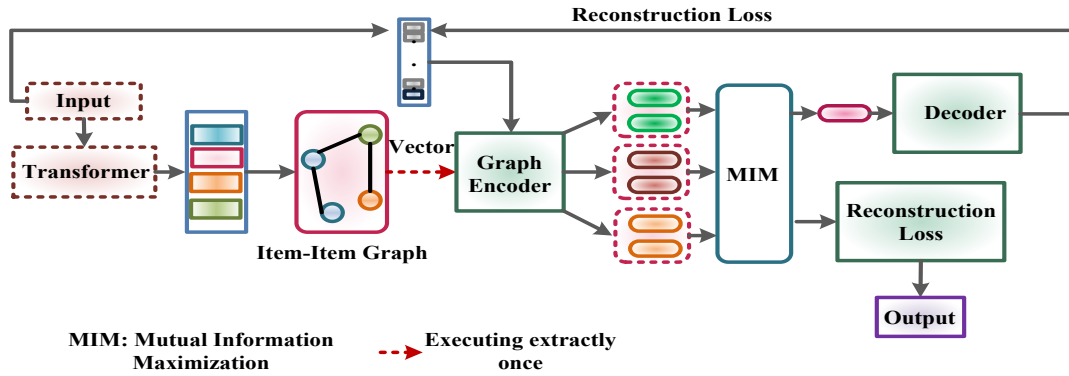 Reconstruction Loss
Input
Transformer
Item-Item Graph
Vector
Graph
Encoder
MIM
Decoder
Reconstruction
Loss
Output
MIM: Mutual Information
Maximization
Executing extractly
once